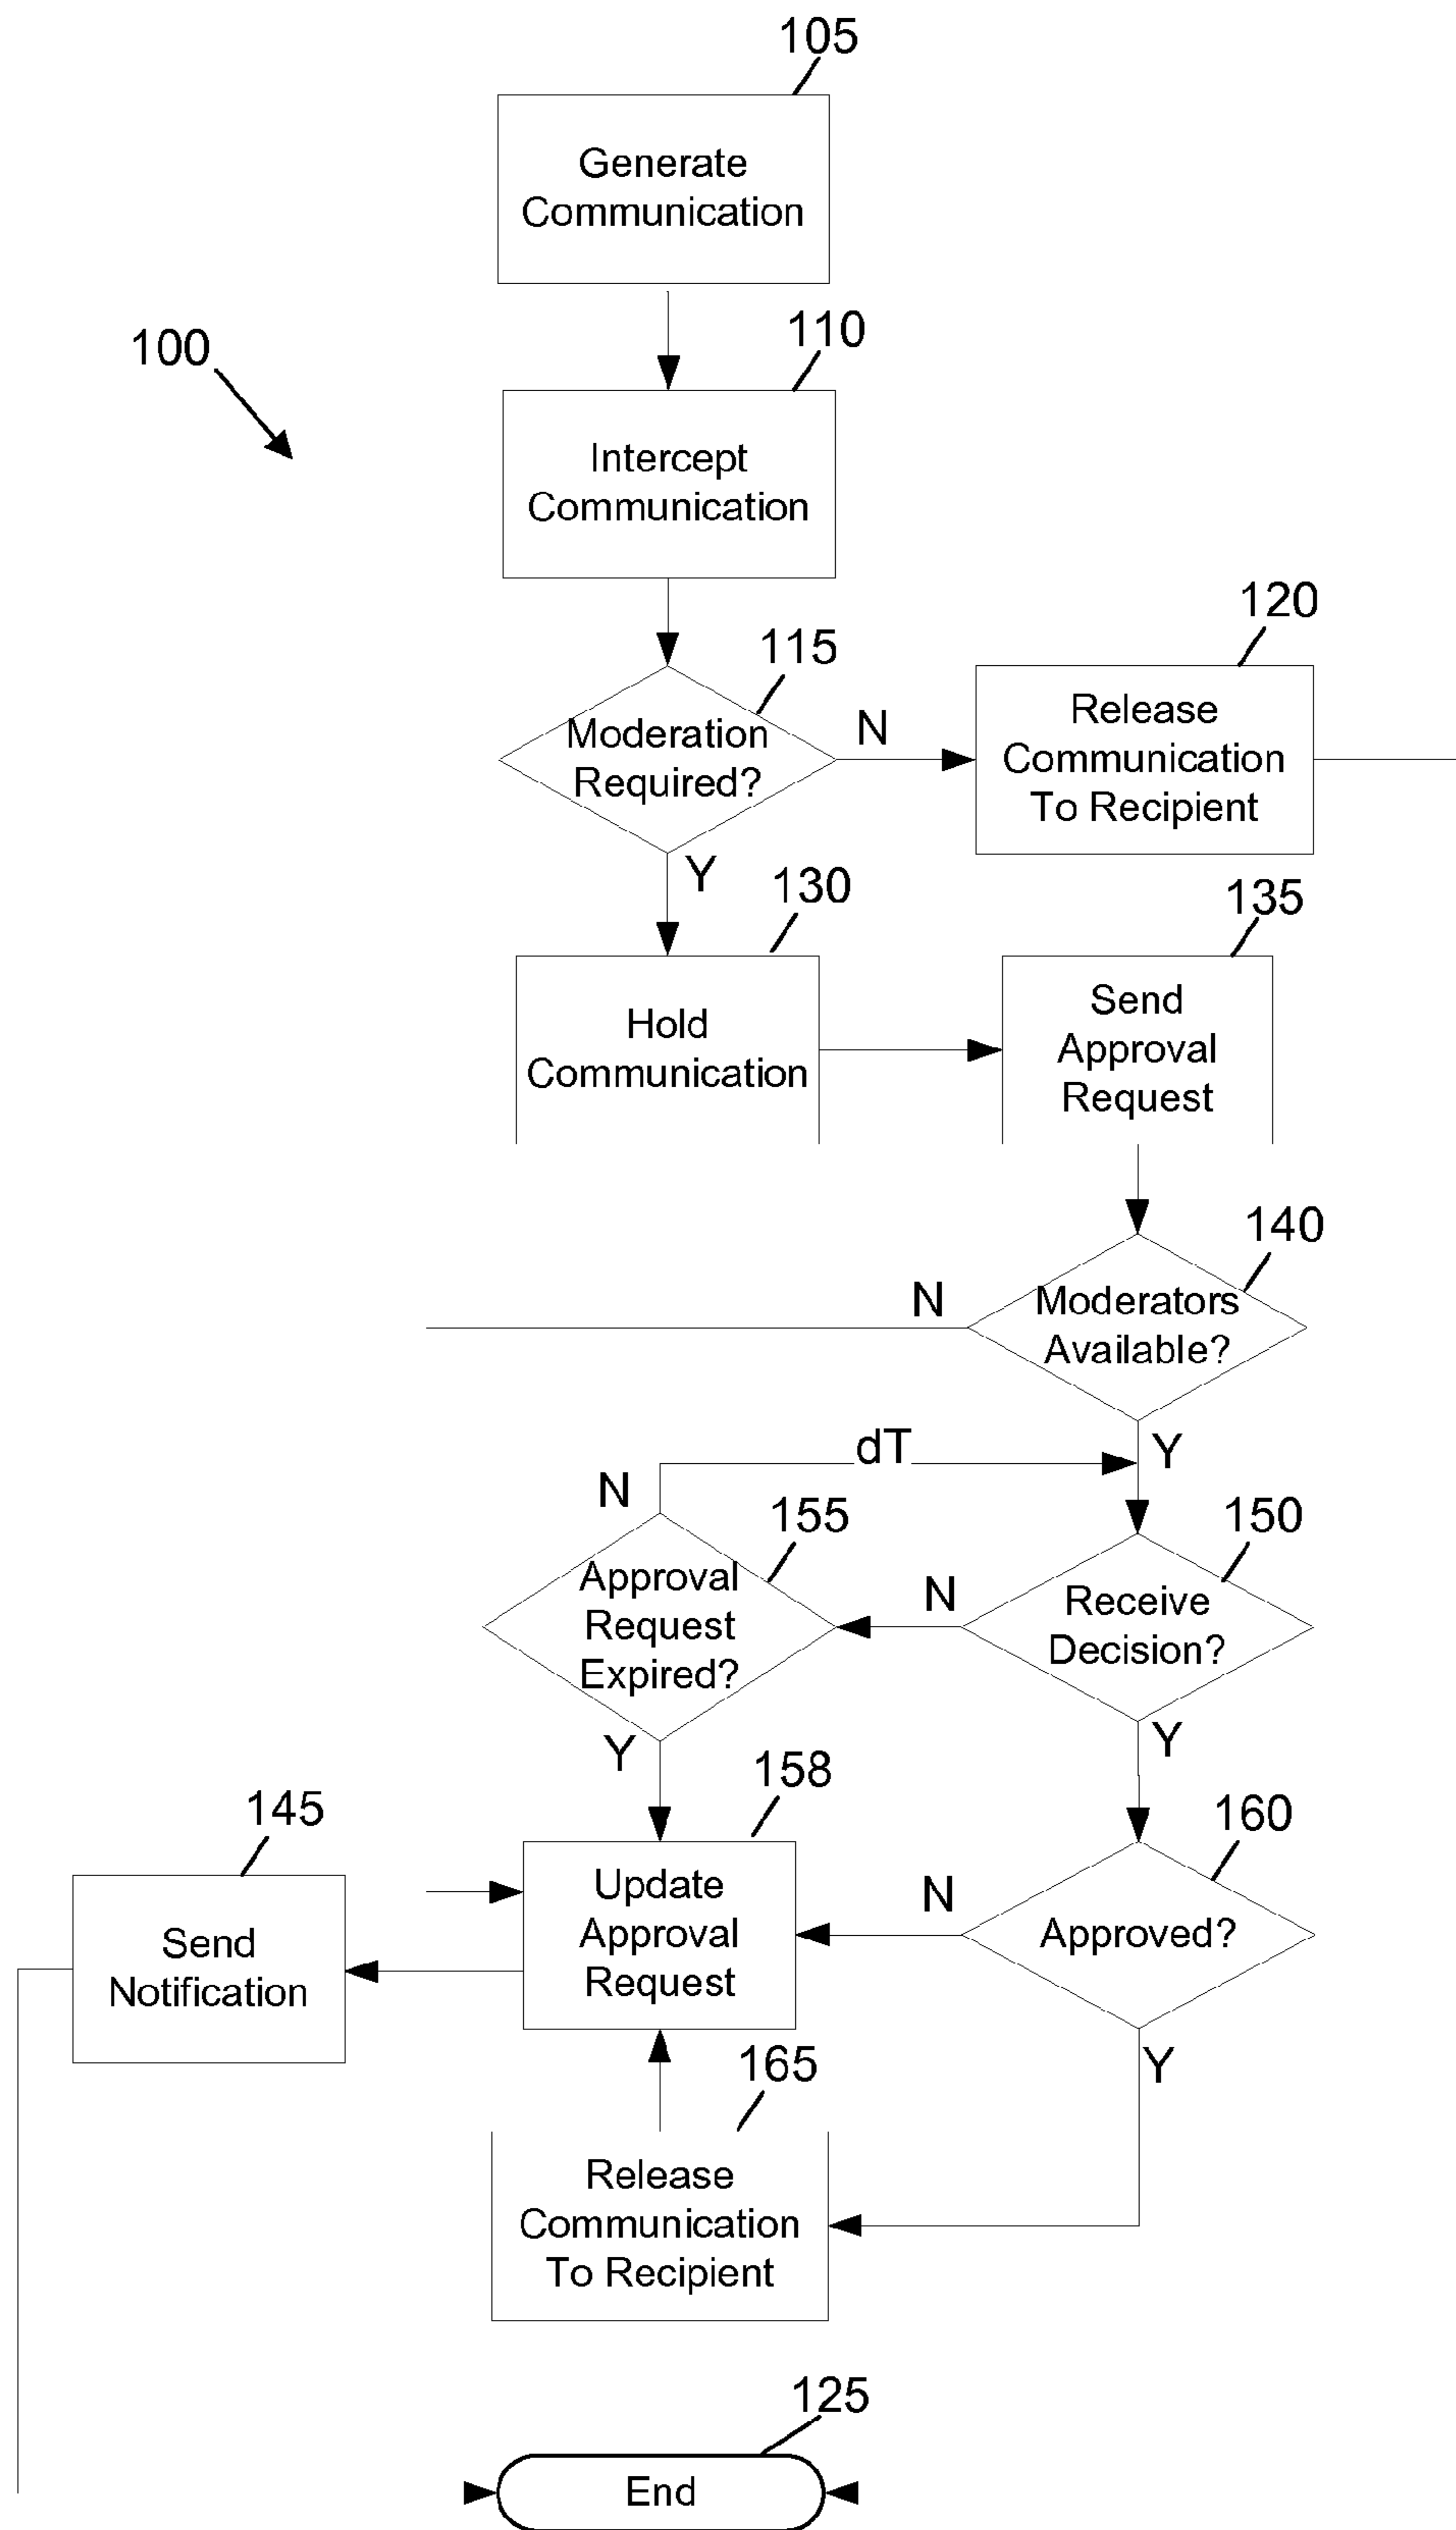 105
Generate
Communication
100
110
Intercept
Communication
115
Moderation
Required?
N
120
Release
Communication
To Recipient
Y
130
Hold
Communication
135
Send
Approval
Request
140
Moderators
Available?
N
Y
dT
N
155
Approval
Request
Expired?
N
150
Receive
Decision?
Y
Y
158
145
Send
Notification
Update
Approval
Request
N
160
Approved?
Y
165
Release
Communication
To Recipient
125
End